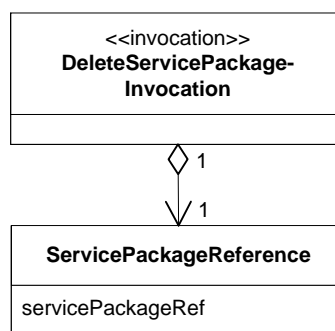 <<invocation>>
DeleteServicePackage-
Invocation
1
1
ServicePackageReference
servicePackageRef